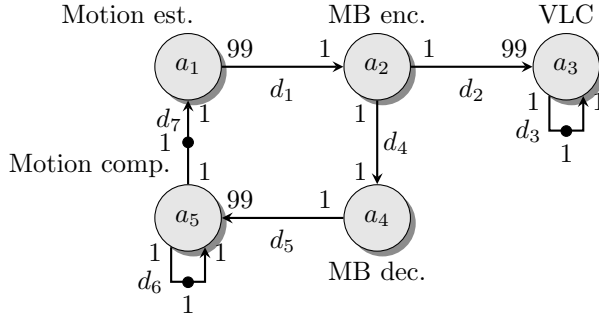 Motion est. MB enc. VLC
99 1 1 99
a1 a2 a3
d1 d2
d7 1 1 d4 1 d3 1
1 1
Motion comp.
1 1
99 1
a5 a4
d5
1 d6 1 MB dec.
1